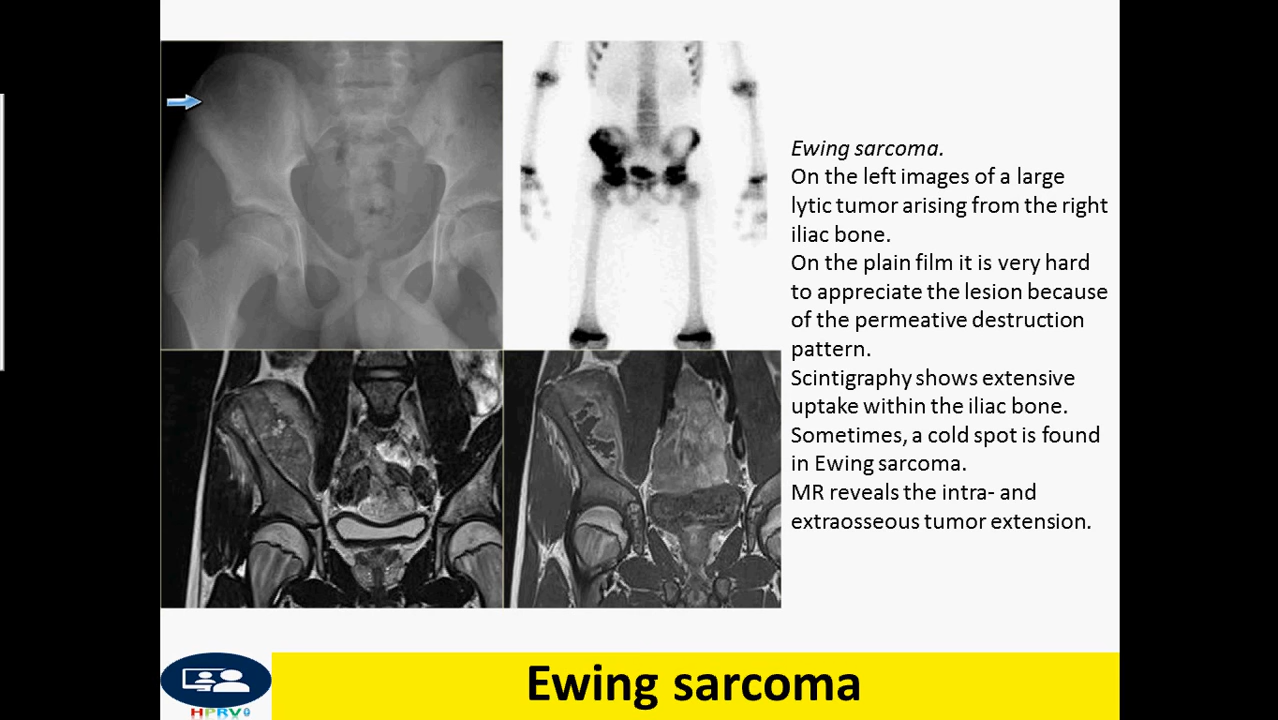 Ewing sarcoma.
On the left images of a large
lytic tumor arising from the right
iliac bone.
On the plain film it is very hard
to appreciate the lesion because
of the permeative destruction
pattern.
Scintigraphy shows extensive
uptake within the iliac bone.
Sometimes, a cold spot is found
in Ewing sarcoma.
MR reveals the intra- and
extraosseous tumor extension.
Ewing sarcoma
HPRV